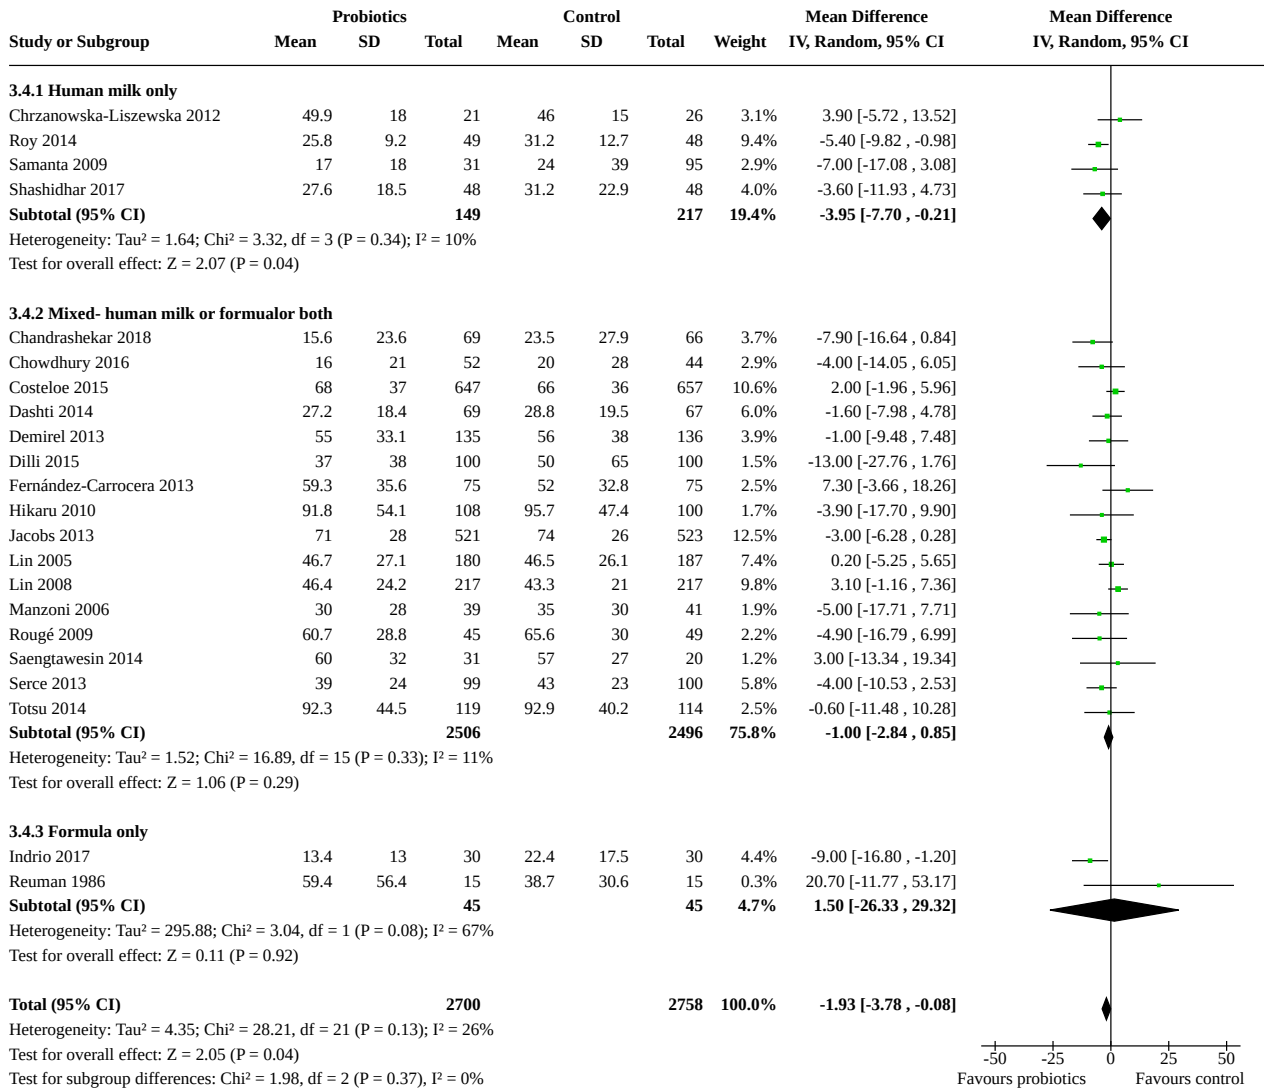 Probiotics Control Mean Difference Mean Difference
Study or Subgroup Mean SD Total Mean SD Total Weight IV, Random, 95% CI IV, Random, 95% CI
3.4.1 Human milk only
Chrzanowska-Liszewska 2012 49.9 18 21 46 15 26 3.1% 3.90 [-5.72 , 13.52]
Roy 2014 25.8 9.2 49 31.2 12.7 48 9.4% -5.40 [-9.82 , -0.98]
Samanta 2009 17 18 31 24 39 95 2.9% -7.00 [-17.08 , 3.08]
Shashidhar 2017 27.6 18.5 48 31.2 22.9 48 4.0% -3.60 [-11.93 , 4.73]
Subtotal (95% CI) 149 217 19.4% -3.95 [-7.70 , -0.21]
Heterogeneity: Tau² = 1.64; Chi² = 3.32, df = 3 (P = 0.34); I² = 10%
Test for overall effect: Z = 2.07 (P = 0.04)
3.4.2 Mixed- human milk or formualor both
Chandrashekar 2018 15.6 23.6 69 23.5 27.9 66 3.7% -7.90 [-16.64 , 0.84]
Chowdhury 2016 16 21 52 20 28 44 2.9% -4.00 [-14.05 , 6.05]
Costeloe 2015 68 37 647 66 36 657 10.6% 2.00 [-1.96 , 5.96]
Dashti 2014 27.2 18.4 69 28.8 19.5 67 6.0% -1.60 [-7.98 , 4.78]
Demirel 2013 55 33.1 135 56 38 136 3.9% -1.00 [-9.48 , 7.48]
Dilli 2015 37 38 100 50 65 100 1.5% -13.00 [-27.76 , 1.76]
Fernández-Carrocera 2013 59.3 35.6 75 52 32.8 75 2.5% 7.30 [-3.66 , 18.26]
Hikaru 2010 91.8 54.1 108 95.7 47.4 100 1.7% -3.90 [-17.70 , 9.90]
Jacobs 2013 71 28 521 74 26 523 12.5% -3.00 [-6.28 , 0.28]
Lin 2005 46.7 27.1 180 46.5 26.1 187 7.4% 0.20 [-5.25 , 5.65]
Lin 2008 46.4 24.2 217 43.3 21 217 9.8% 3.10 [-1.16 , 7.36]
Manzoni 2006 30 28 39 35 30 41 1.9% -5.00 [-17.71 , 7.71]
Rougé 2009 60.7 28.8 45 65.6 30 49 2.2% -4.90 [-16.79 , 6.99]
Saengtawesin 2014 60 32 31 57 27 20 1.2% 3.00 [-13.34 , 19.34]
Serce 2013 39 24 99 43 23 100 5.8% -4.00 [-10.53 , 2.53]
Totsu 2014 92.3 44.5 119 92.9 40.2 114 2.5% -0.60 [-11.48 , 10.28]
Subtotal (95% CI) 2506 2496 75.8% -1.00 [-2.84 , 0.85]
Heterogeneity: Tau² = 1.52; Chi² = 16.89, df = 15 (P = 0.33); I² = 11%
Test for overall effect: Z = 1.06 (P = 0.29)
3.4.3 Formula only
Indrio 2017 13.4 13 30 22.4 17.5 30 4.4% -9.00 [-16.80 , -1.20]
Reuman 1986 59.4 56.4 15 38.7 30.6 15 0.3% 20.70 [-11.77 , 53.17]
Subtotal (95% CI) 45 45 4.7% 1.50 [-26.33 , 29.32]
Heterogeneity: Tau² = 295.88; Chi² = 3.04, df = 1 (P = 0.08); I² = 67%
Test for overall effect: Z = 0.11 (P = 0.92)
Total (95% CI) 2700 2758 100.0% -1.93 [-3.78 , -0.08]
Heterogeneity: Tau² = 4.35; Chi² = 28.21, df = 21 (P = 0.13); I² = 26%
Test for overall effect: Z = 2.05 (P = 0.04) -50 -25 0 25 50
Test for subgroup differences: Chi² = 1.98, df = 2 (P = 0.37), I² = 0% Favours probiotics Favours control